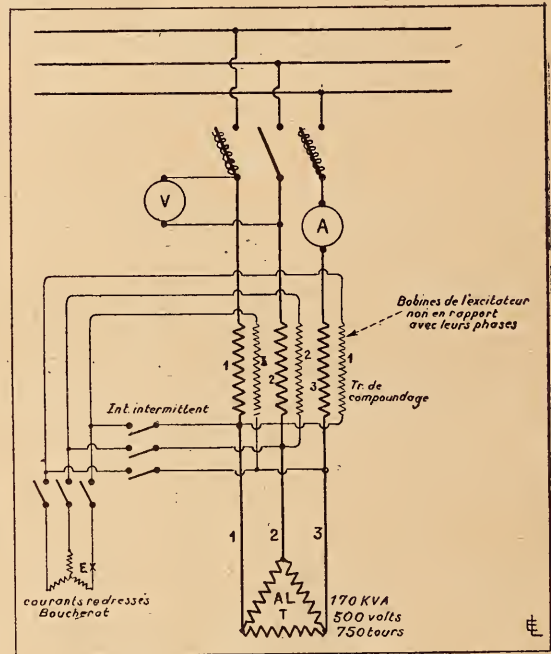 V
A
Bobines de l'excitateur
non en rapport
avec leurs phases
1
2
2
3
1
Tr. de
compoundage
Int. intermittent
1
2
3
EX
courants redressés
Boucherot
AL
T
170 KVA
500 volts
750 tours